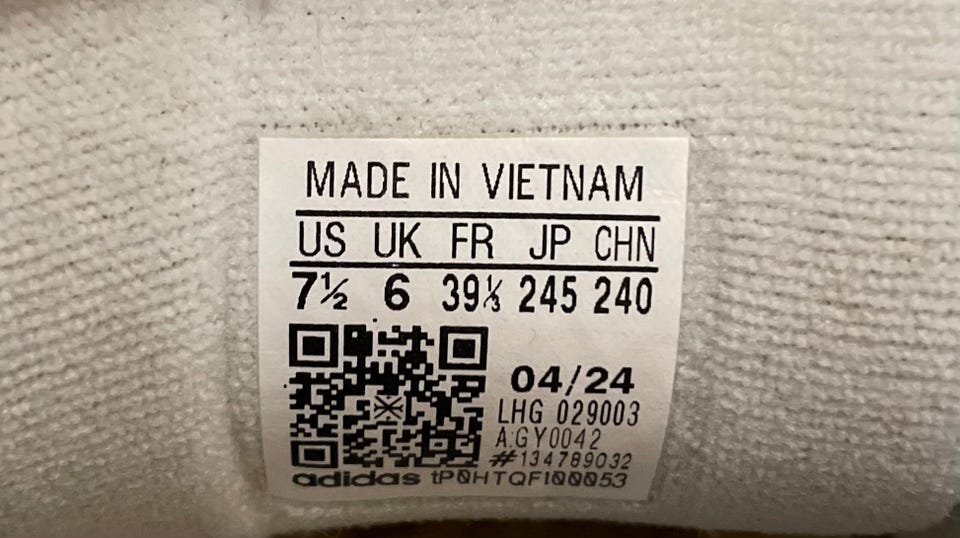 MADE IN VIETNAM
US UK FR JP CHN
7½ 6 39⅓ 245 240
04/24
LHG 029003
A:GY0042
#134789032
adidas tP0HTQFI00053